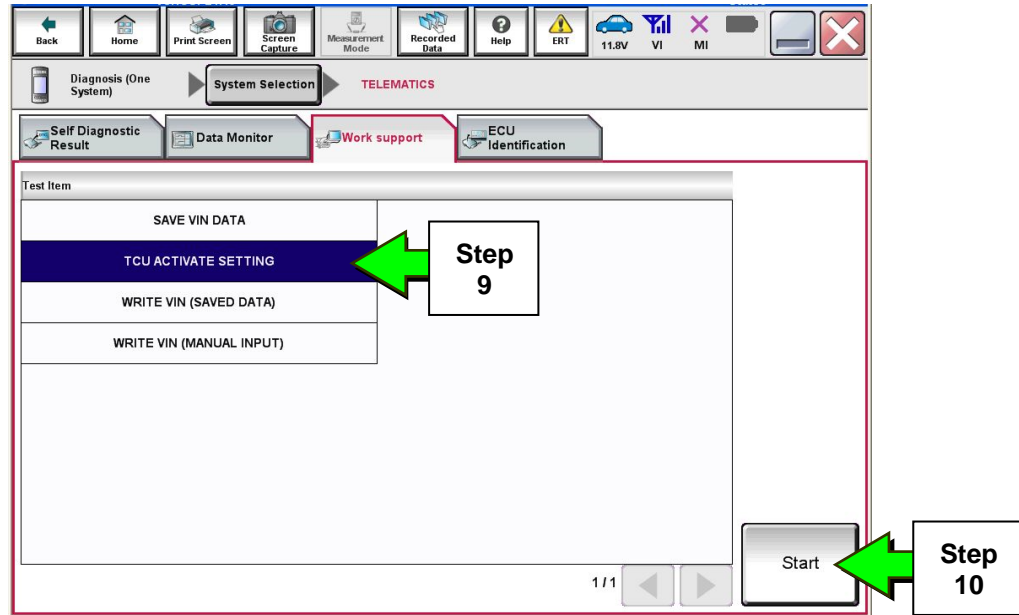 Back
Home
Print Screen
Screen
Capture
Measurement
Mode
Recorded
Data
Help
ERT
11.8V
VI
MI
Diagnosis (One
System)
System Selection
TELEMATICS
Self Diagnostic
Result
Data Monitor
Work support
ECU
Identification
Test Item
SAVE VIN DATA
TCU ACTIVATE SETTING
WRITE VIN (SAVED DATA)
WRITE VIN (MANUAL INPUT)
Step
9
1/1
Start
Step
10